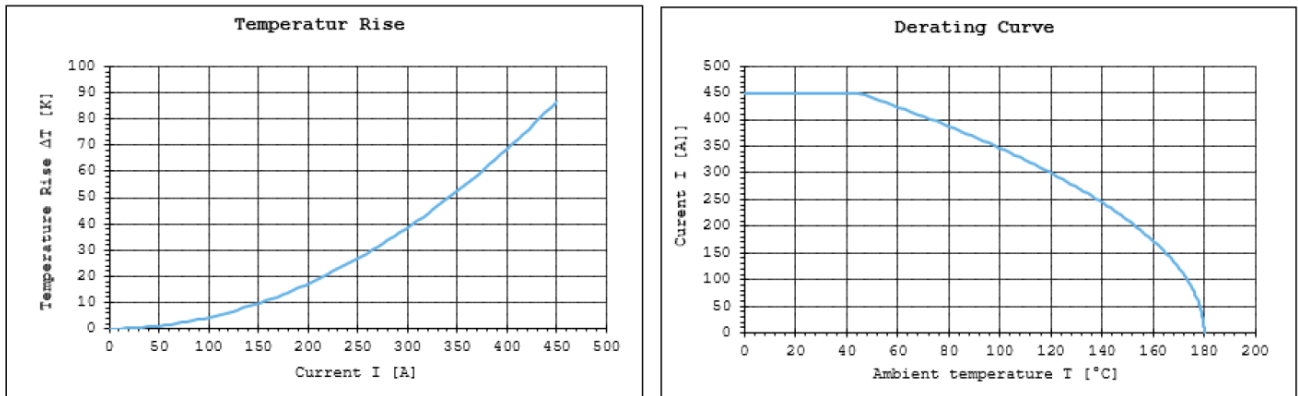 Temperatur Rise
100
90
80
70
60
50
40
30
20
10
0
Temperature Rise ΔT [K]
0 50 100 150 200 250 300 350 400 450 500
Current I [A]
Derating Curve
500
450
400
350
300
250
200
150
100
50
0
Curent I [A]]
0 20 40 60 80 100 120 140 160 180 200
Ambient temperature T [°C]